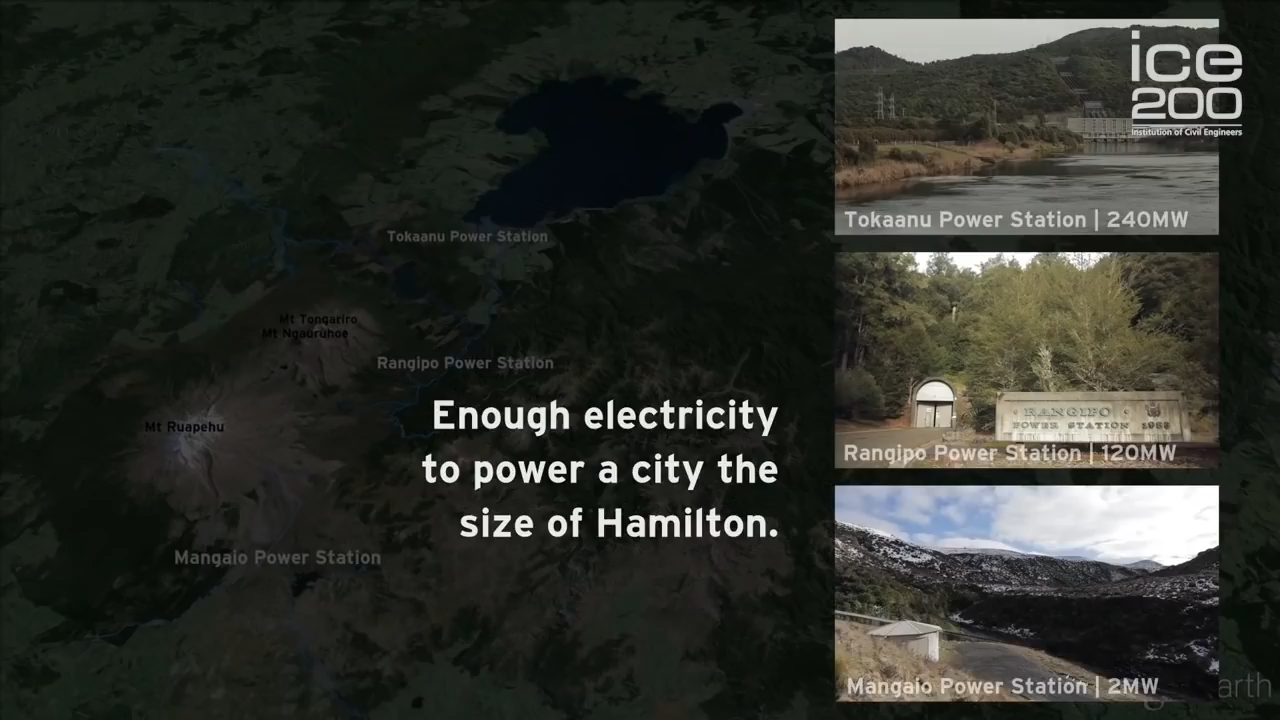 ice
200
Institution of Civil Engineers
Tokaanu Power Station | 240MW
Tokaanu Power Station
Mt Tongariro
Mt Ngauruhoe
Rangipo Power Station
Mt Ruapehu
Enough electricity
to power a city the
size of Hamilton.
RANGIPO
POWER STATION 1983
Rangipo Power Station | 120MW
Mangaio Power Station
Mangaio Power Station | 2MW
arth